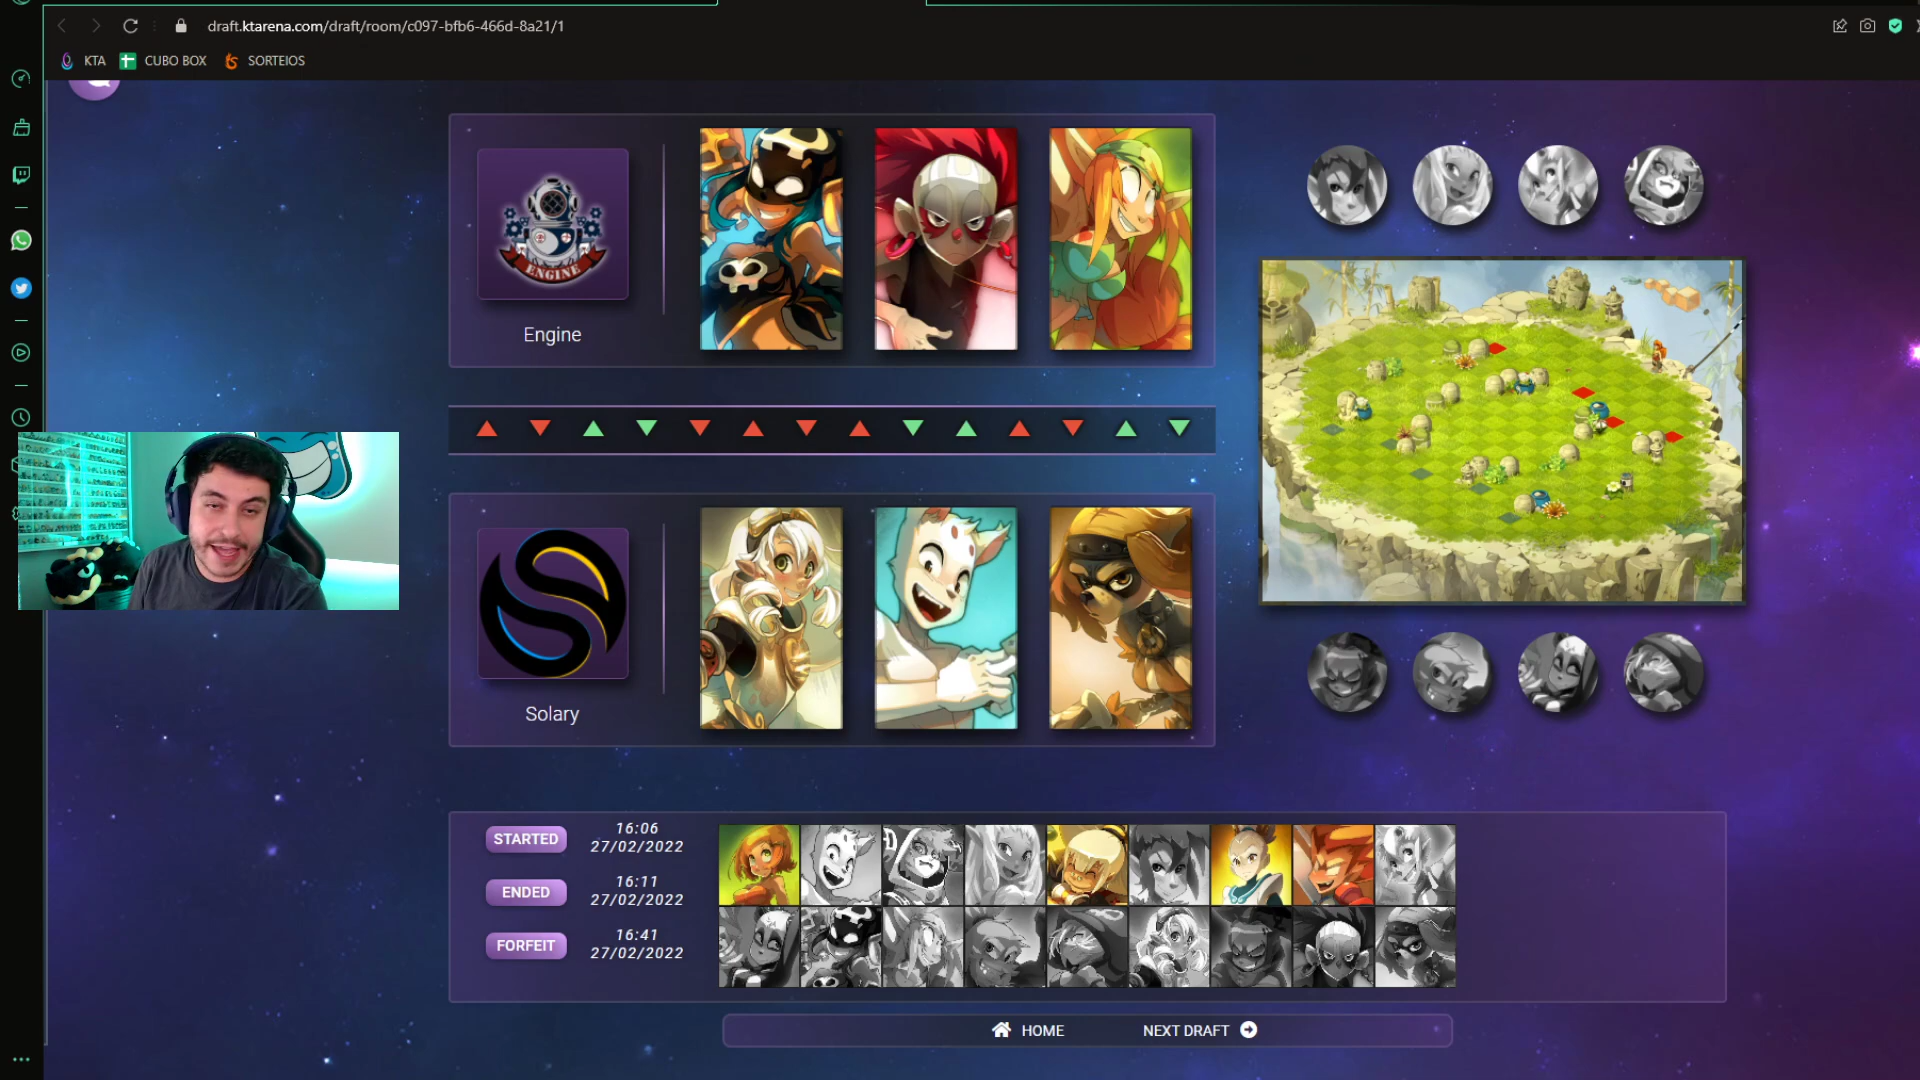 draft.ktarena.com/draft/room/c097-bfb6-466d-8a21/1
KTA
CUBO BOX
SORTEIOS
ENGINE
Engine
Solary
STARTED
16:06
27/02/2022
ENDED
16:11
27/02/2022
FORFEIT
16:41
27/02/2022
HOME
NEXT DRAFT